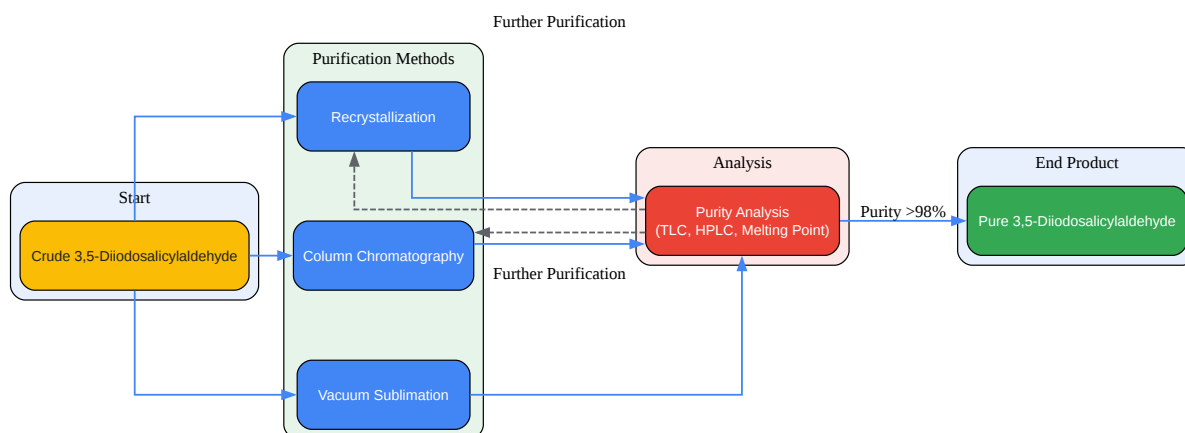 Further Purification
Purification Methods
Recrystallization
Start
Crude 3,5-Diiodosalicylaldehyde
Column Chromatography
Further Purification
Vacuum Sublimation
Analysis
Purity Analysis
(TLC, HPLC, Melting Point)
Purity >98%
End Product
Pure 3,5-Diiodosalicylaldehyde